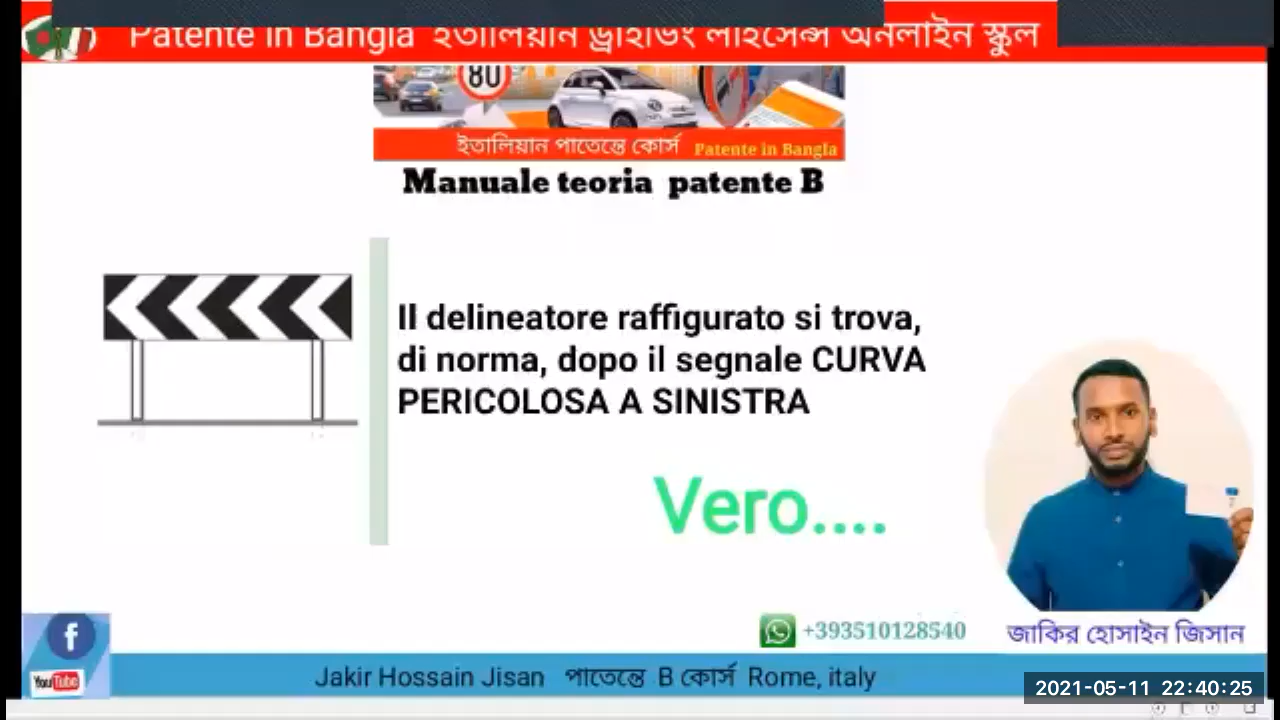 Patente in Bangla ইতালিয়ান ড্রাইভিং লাইসেন্স অনলাইন স্কুল
80
ইতালিয়ান পাতেন্তে কোর্স Patente in Bangla
Manuale teoria patente B
Il delineatore raffigurato si trova,
di norma, dopo il segnale CURVA
PERICOLOSA A SINISTRA
Vero....
+393510128540
জাকির হোসাইন জিসান
YouTube
Jakir Hossain Jisan পাতেন্তে B কোর্স Rome, italy
2021-05-11 22:40:25